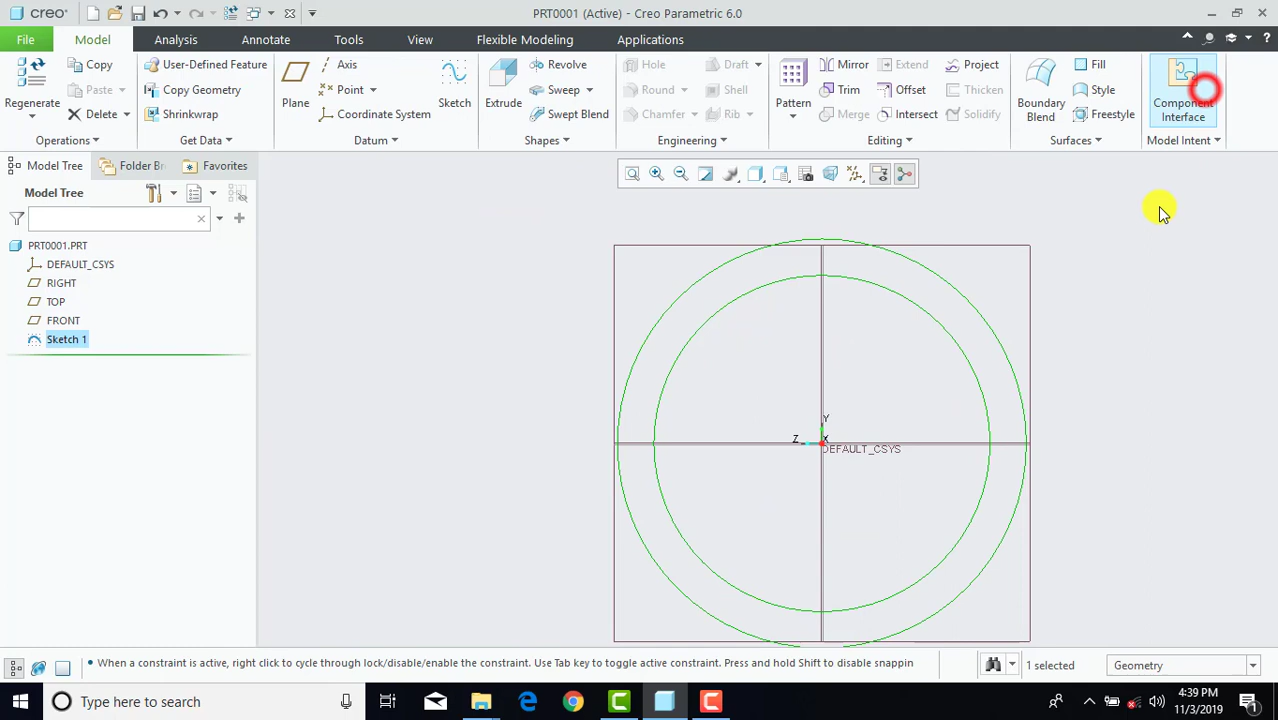 creo
PRT0001 (Active) - Creo Parametric 6.0
File Model Analysis Annotate Tools View Flexible Modeling Applications
Regenerate
Copy
Paste
Delete
Operations
User-Defined Feature
Copy Geometry
Shrinkwrap
Get Data
Plane
Axis
Point
Coordinate System
Sketch
Datum
Extrude
Revolve
Sweep
Swept Blend
Shapes
Hole
Round
Chamfer
Draft
Shell
Rib
Engineering
Pattern
Mirror
Trim
Merge
Extend
Offset
Intersect
Project
Thicken
Solidify
Editing
Boundary
Blend
Fill
Style
Freestyle
Surfaces
Component
Interface
Model Intent
Model Tree Folder Br Favorites
Model Tree
PRT0001.PRT
DEFAULT_CSYS
RIGHT
TOP
FRONT
Sketch 1
Y
Z X
DEFAULT_CSYS
• When a constraint is active, right click to cycle through lock/disable/enable the constraint. Use Tab key to toggle active constraint. Press and hold Shift to disable snappin
1 selected
Geometry
Type here to search
4:39 PM
11/3/2019
1